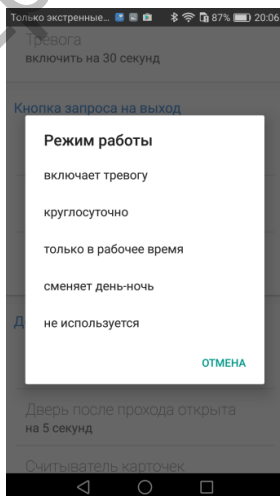 Только экстренные… 87% 20:06
Тревога
включить на 30 секунд
Кнопка запроса на выход
Режим работы
включает тревогу
круглосуточно
только в рабочее время
сменяет день-ночь
не используется
ОТМЕНА
Дверь после прохода открыта
на 5 секунд
Считыватель карточек